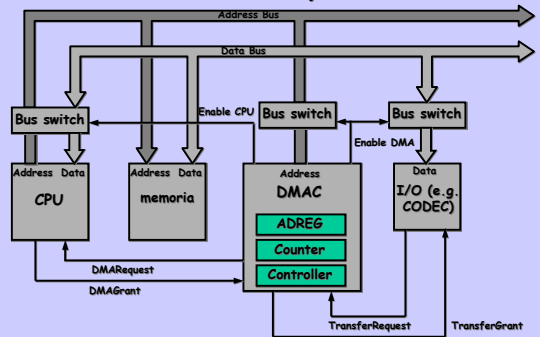 Address Bus
Data Bus
Bus switch
Enable CPU
Bus switch
Bus switch
Enable DMA
Address Data
CPU
Address Data
memoria
Address
DMAC
ADREG
Counter
Controller
Data
I/O (e.g.
CODEC)
DMARequest
DMAGrant
TransferRequest
TransferGrant